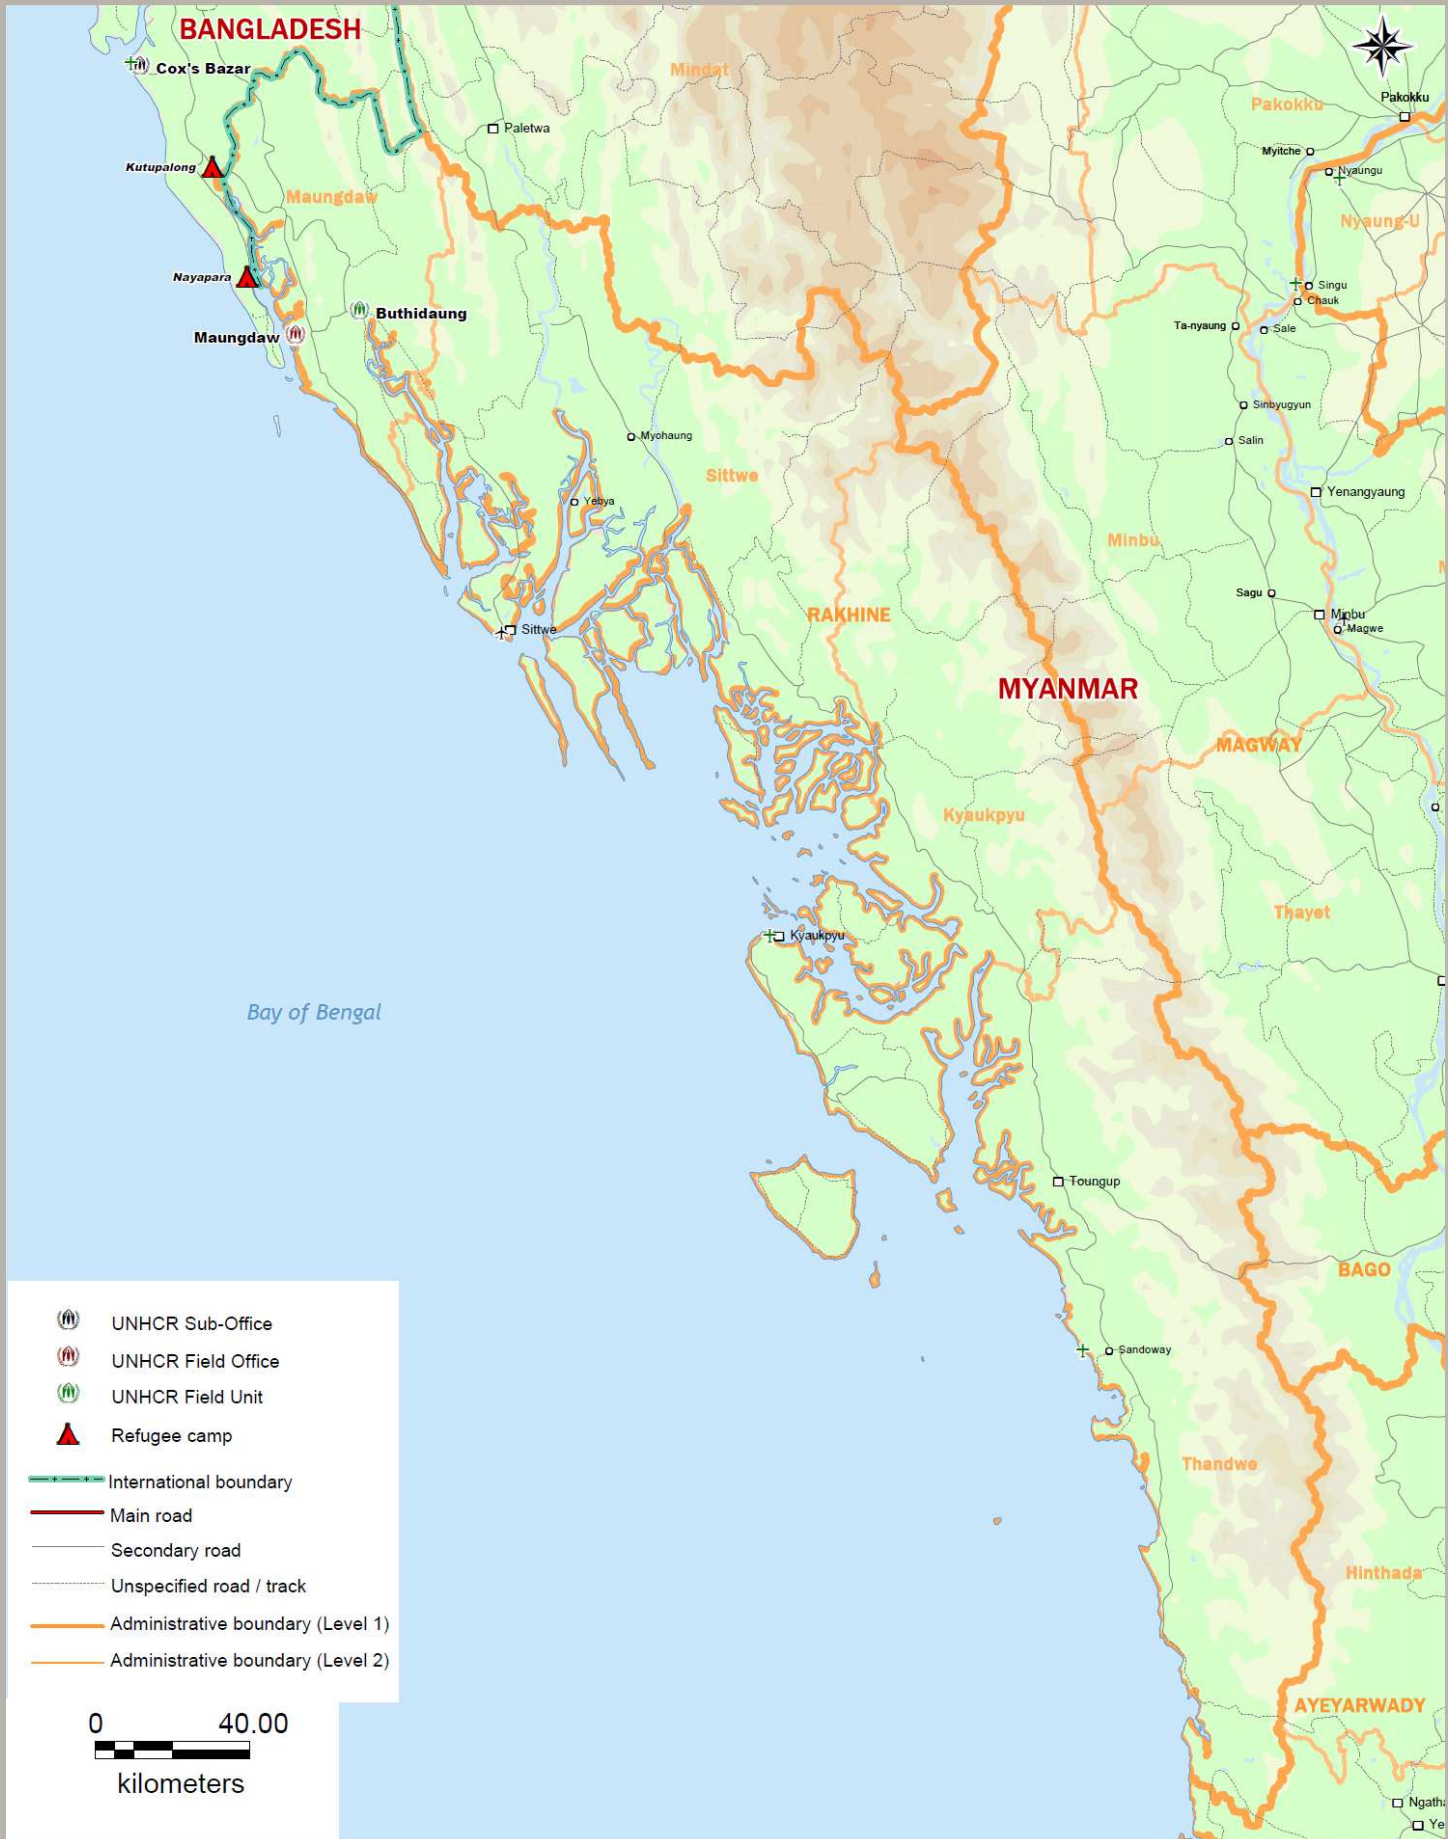 BANGLADESH
Cox's Bazar
Mindat
Pakokku
Pakokku
Paletwa
Myitche
Nyaungu
Kutupalong
Maungdaw
Nyaung-U
Nayapara
Singu
Chauk
Buthidaung
Maungdaw
Ta-nyaung
Sale
Sinbyugyun
Myohaung
Salin
Sittwe
Yenangyaung
Yebya
Minbu
Sagu
RAKHINE
Minbu
Magwe
Sittwe
MYANMAR
MAGWAY
Kyaukpyu
Thayet
Kyaukpyu
Bay of Bengal
Toungup
BAGO
Sandoway
Thandwe
Hinthada
AYEYARWADY
Ngatha
Ye
UNHCR Sub-Office
UNHCR Field Office
UNHCR Field Unit
Refugee camp
International boundary
Main road
Secondary road
Unspecified road / track
Administrative boundary (Level 1)
Administrative boundary (Level 2)
0 40.00
kilometers